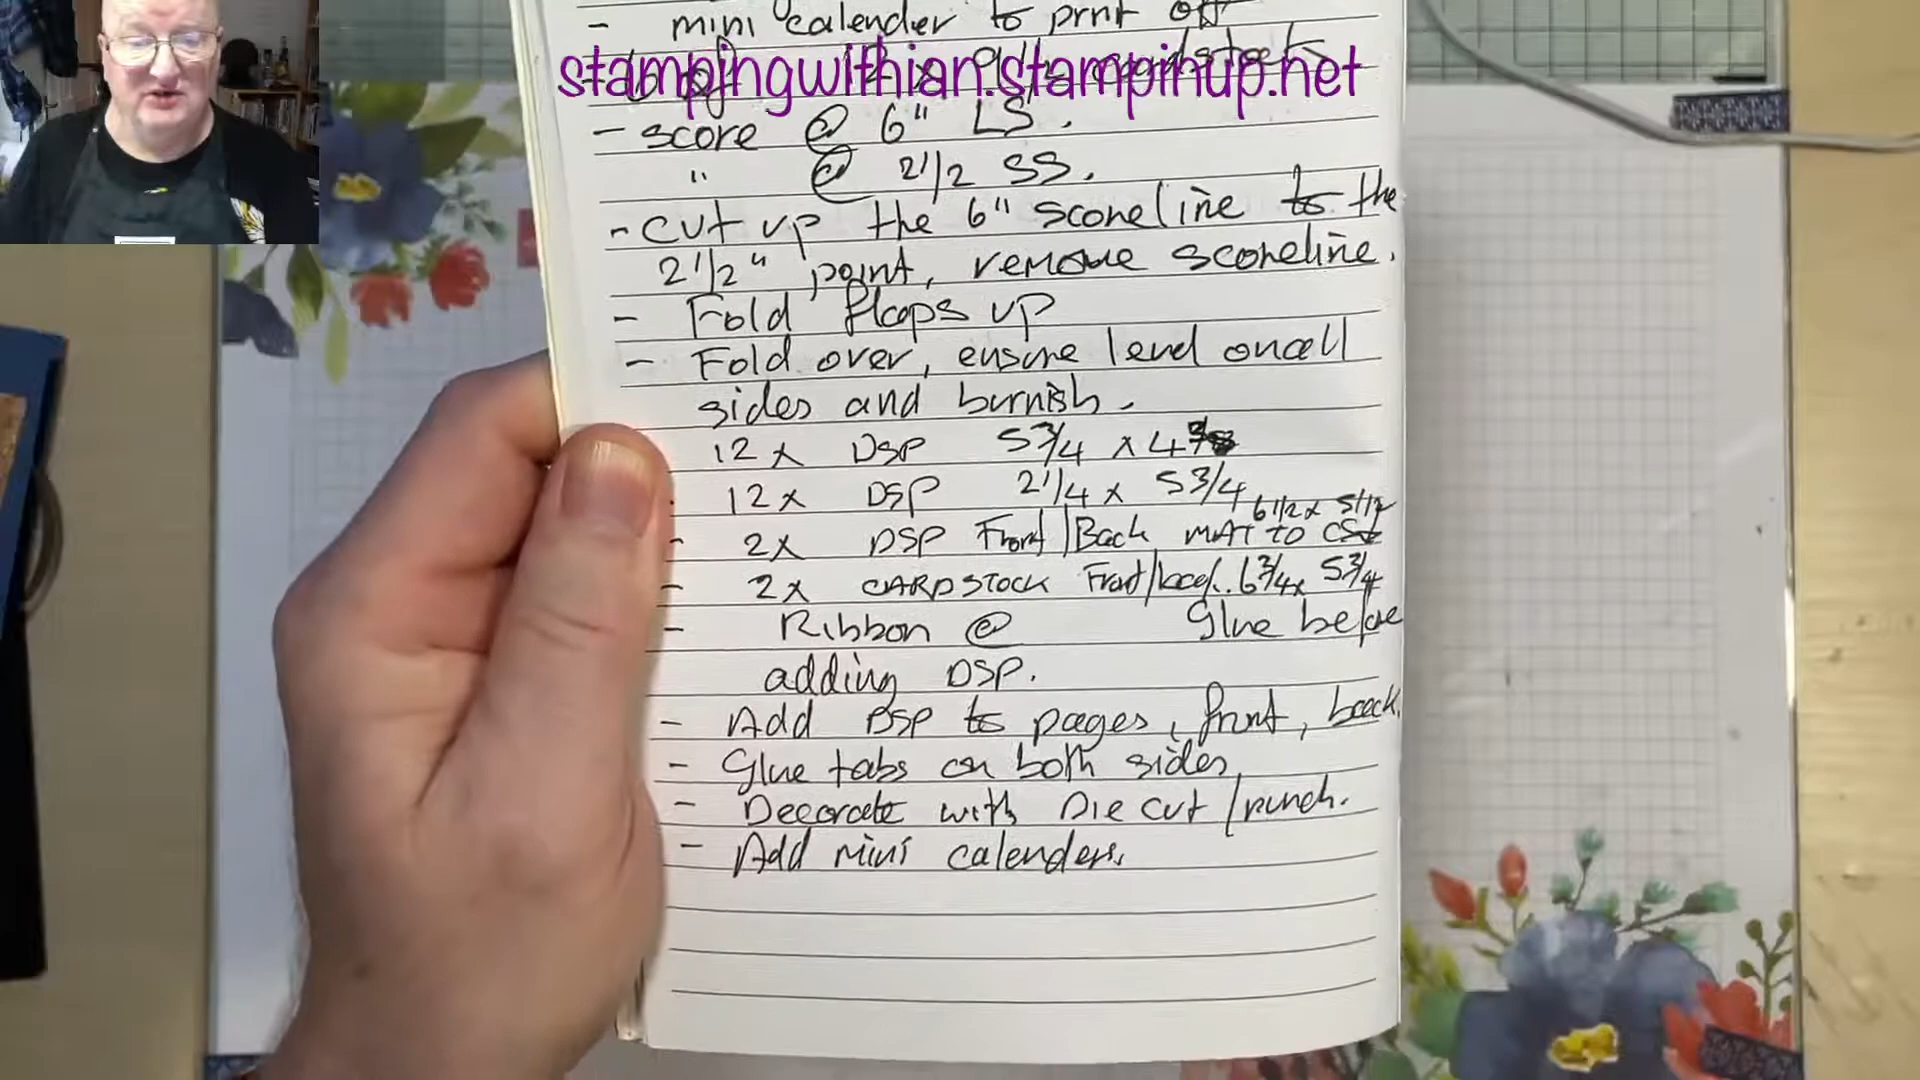 - mini calender to print off
stampingwithian.stampinup.net
- score @ 6" LS.
" @ 2 1/2 SS.
- cut up the 6" scoreline to the
2 1/2" point, remove scoreline.
- Fold flaps up
- Fold over, ensure level on all
sides and burnish.
12 x DSP 5 3/4 x 4
12 x DSP 2 1/4 x 5 3/4
6 1/2 x 5 1/2
- 2x DSP Front/Back MAT TO CS
- 2x CARDSTOCK Front/back. 6 3/4 x 5 3/4
- Ribbon @ Glue before
adding DSP.
- Add DSP to pages, front, back.
- Glue tabs on both sides
- Decorate with Die cut/punch.
- Add mini calenders.